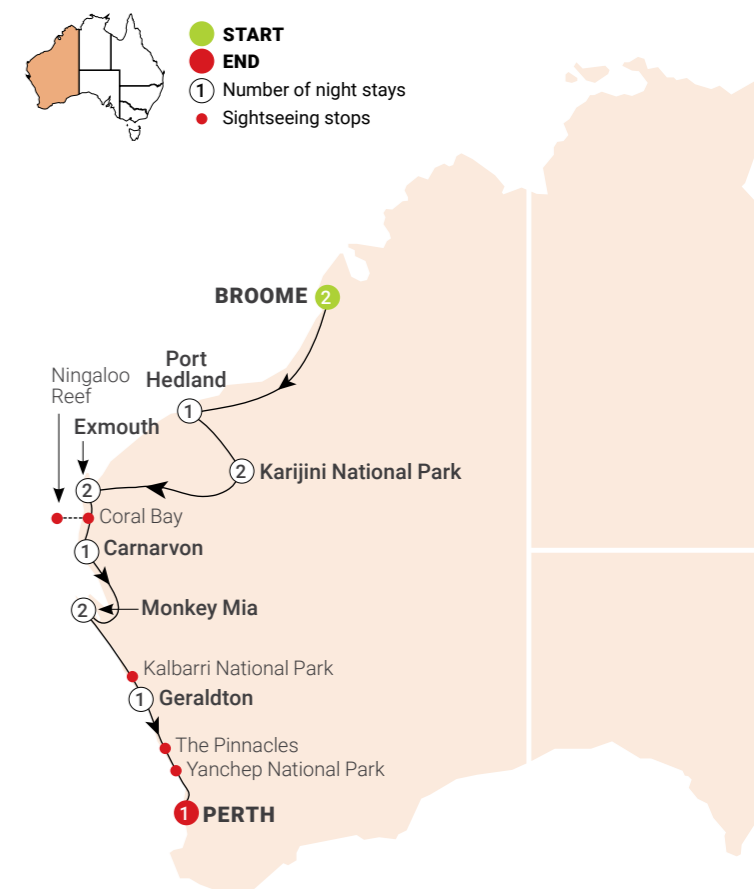 START
END
1 Number of night stays
Sightseeing stops
BROOME 2
Port
Hedland
1
Ningaloo
Reef
Exmouth
2 Karijini National Park
2
Coral Bay
1 Carnarvon
2 Monkey Mia
Kalbarri National Park
1 Geraldton
The Pinnacles
Yanchep National Park
1 PERTH